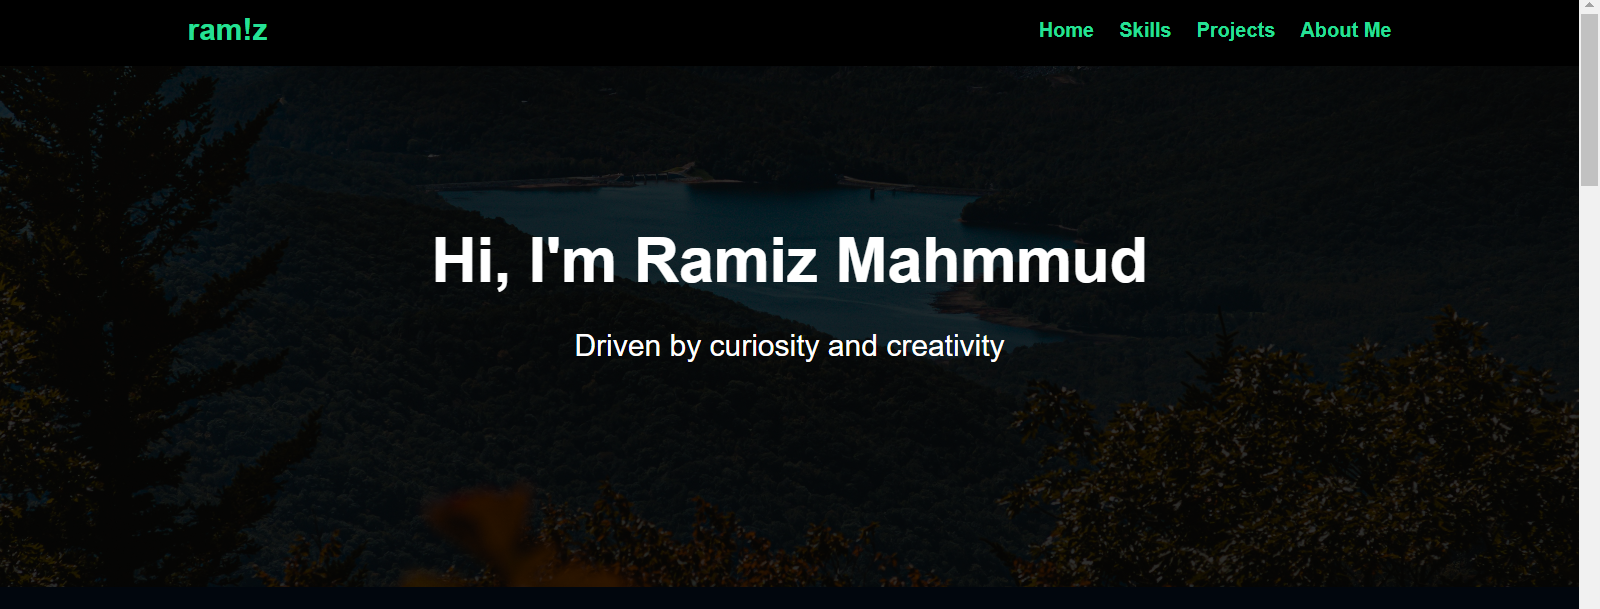 ram!z
Home Skills Projects About Me
Hi, I'm Ramiz Mahmmud
Driven by curiosity and creativity